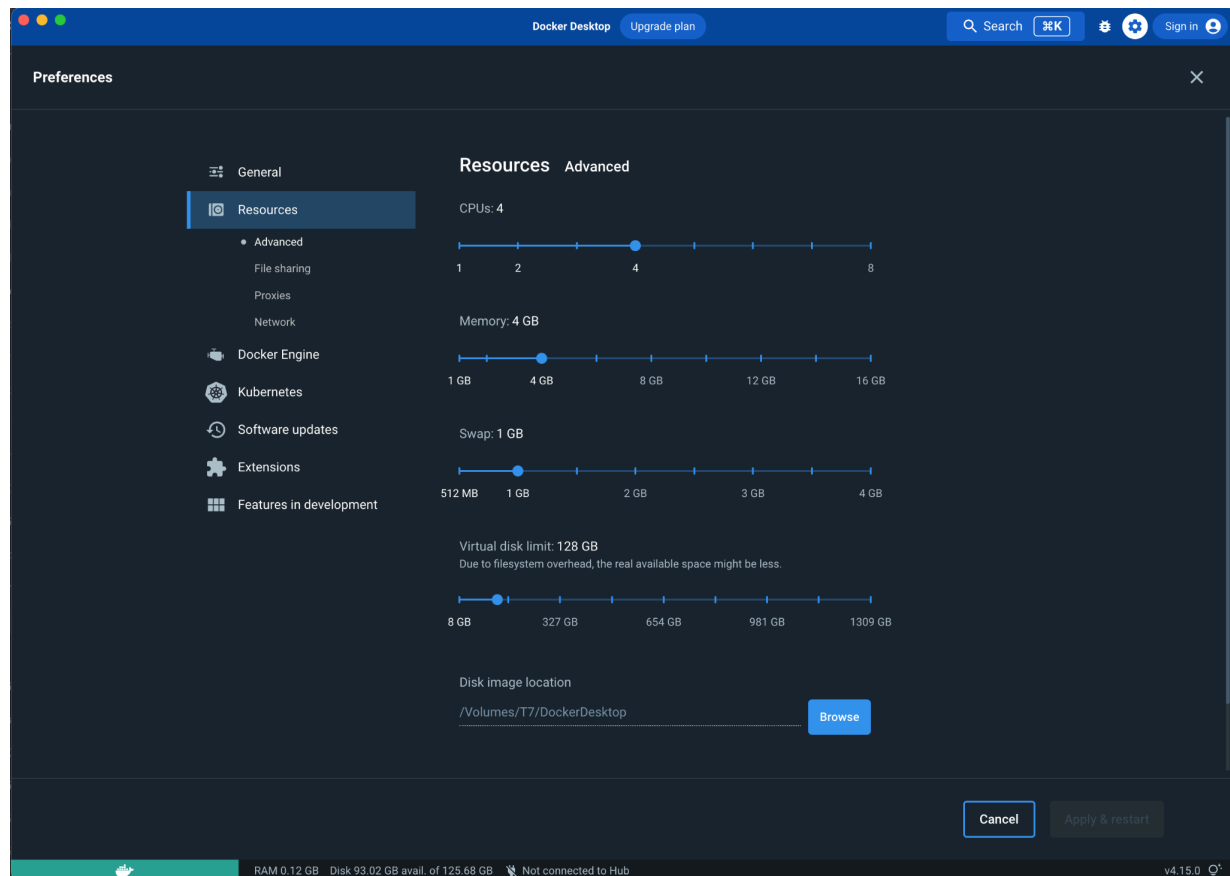 Docker Desktop Upgrade plan Search ⌘K Sign in
Preferences
General
Resources
Advanced
File sharing
Proxies
Network
Docker Engine
Kubernetes
Software updates
Extensions
Features in development
Resources Advanced
CPUs: 4
1 2 4 8
Memory: 4 GB
1 GB 4 GB 8 GB 12 GB 16 GB
Swap: 1 GB
512 MB 1 GB 2 GB 3 GB 4 GB
Virtual disk limit: 128 GB
Due to filesystem overhead, the real available space might be less.
8 GB 327 GB 654 GB 981 GB 1309 GB
Disk image location
/Volumes/T7/DockerDesktop Browse
Cancel Apply & restart
RAM 0.12 GB Disk 93.02 GB avail. of 125.68 GB Not connected to Hub v4.15.0